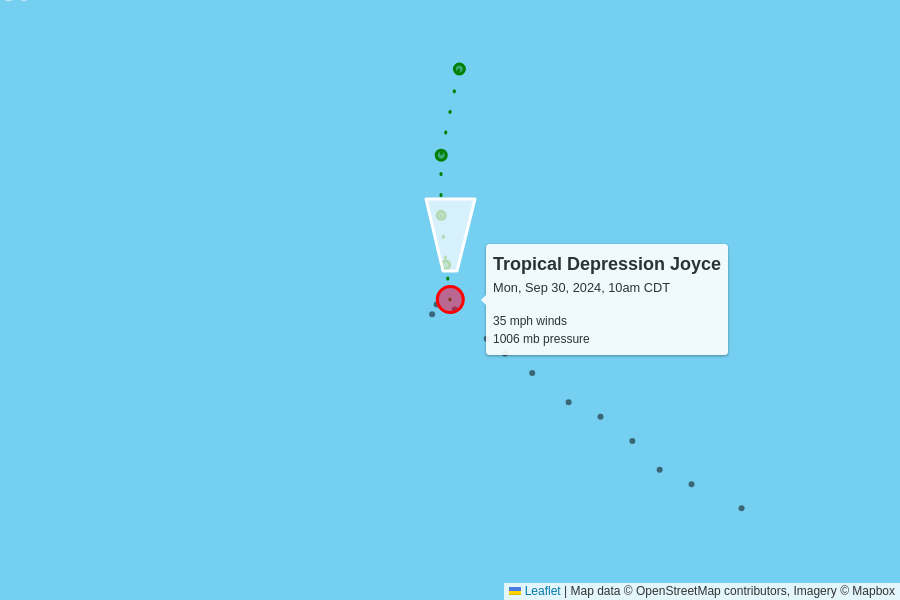 Tropical Depression Joyce
Mon, Sep 30, 2024, 10am CDT
35 mph winds
1006 mb pressure
Leaflet | Map data © OpenStreetMap contributors, Imagery © Mapbox